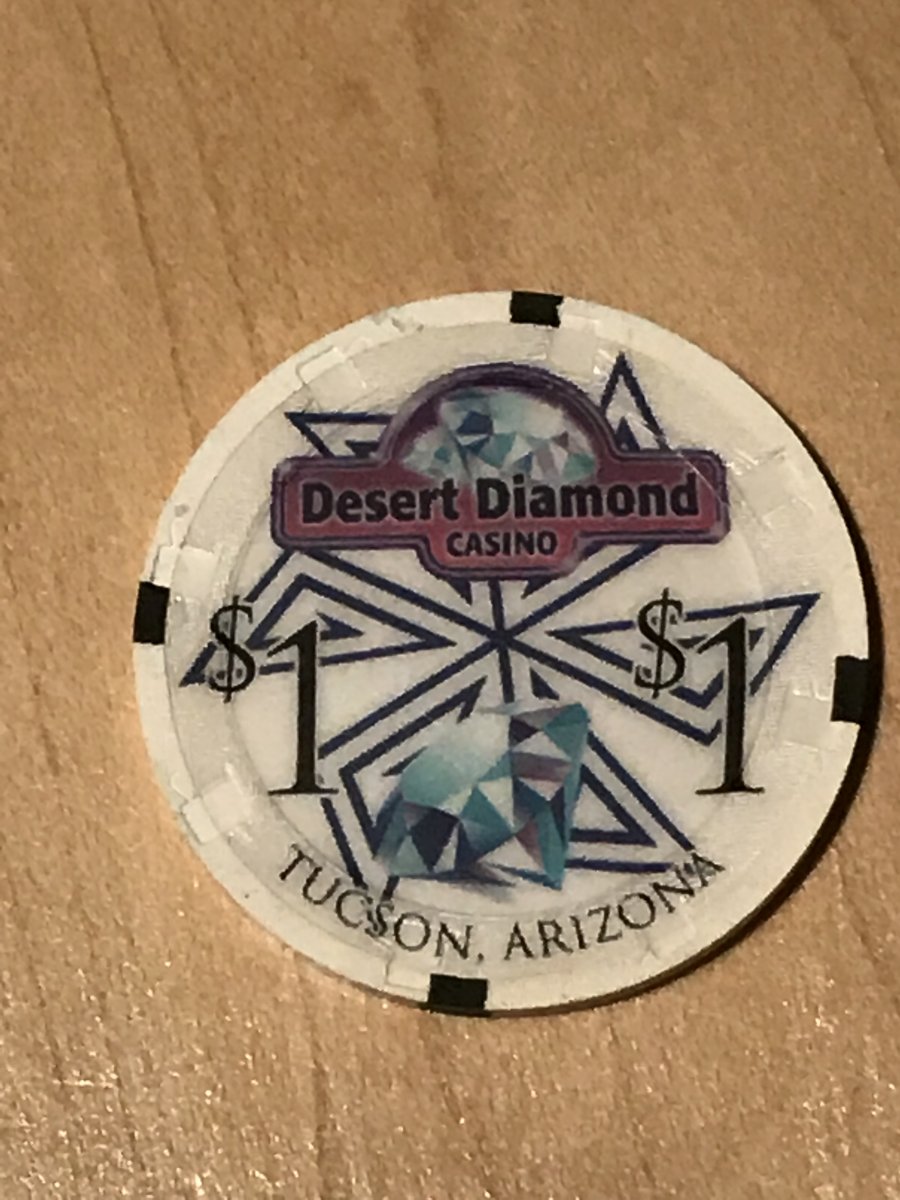 Desert Diamond
CASINO
$1 $1
TUCSON, ARIZONA